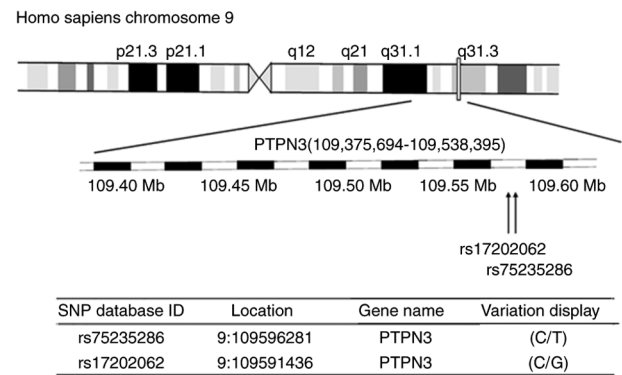 Homo sapiens chromosome 9
p21.3 p21.1 q12 q21 q31.1 q31.3
PTPN3(109,375,694-109,538,395)
109.40 Mb 109.45 Mb 109.50 Mb 109.55 Mb 109.60 Mb
rs17202062
rs75235286
SNP database ID Location Gene name Variation display
rs75235286 9:109596281 PTPN3 (C/T)
rs17202062 9:109591436 PTPN3 (C/G)